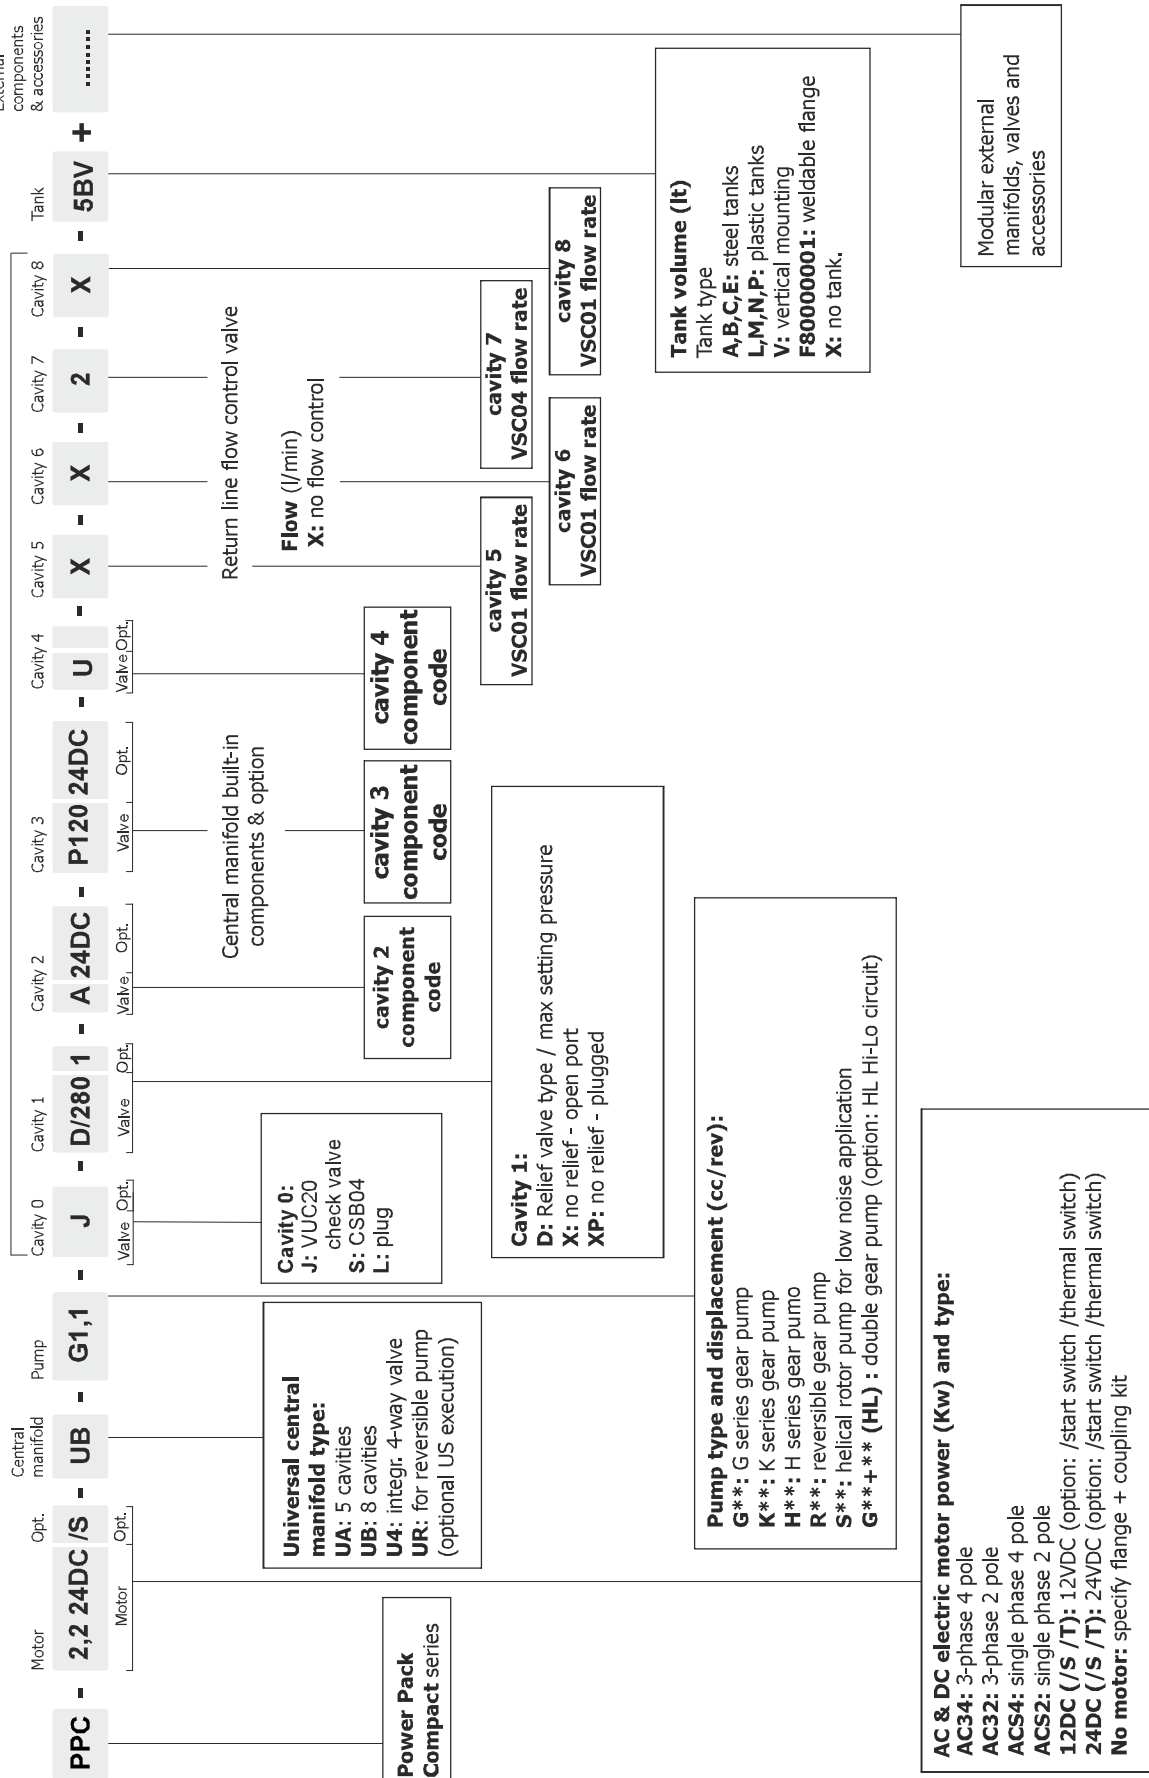 Motor
Opt.
Central
manifold
Pump
Cavity 0
Cavity 1
Cavity 2
Cavity 3
Cavity 4
Cavity 5
Cavity 6
Cavity 7
Cavity 8
Tank
External
components
& accessories
PPC - 2,2 24DC /S - UB - G1,1 - J - D/280 1 - A 24DC - P120 24DC - U - X - X - 2 - X - 5BV + ........
Motor
Opt.
Valve
Opt.
Valve
Opt.
Valve
Opt.
Valve
Opt.
Valve
Opt.
Power Pack
Compact series
Universal central
manifold type:
UA: 5 cavities
UB: 8 cavities
U4: integr. 4-way valve
UR: for reversible pump
(optional US execution)
Cavity 0:
J: VUC20
check valve
S: CSB04
L: plug
Central manifold built-in
components & option
cavity 2
component
code
cavity 3
component
code
cavity 4
component
code
Return line flow control valve
Flow (l/min)
X: no flow control
cavity 5
VSC01 flow rate
cavity 6
VSC01 flow rate
cavity 7
VSC04 flow rate
cavity 8
VSC01 flow rate
Cavity 1:
D: Relief valve type / max setting pressure
X: no relief - open port
XP: no relief - plugged
Pump type and displacement (cc/rev):
G**: G series gear pump
K**: K series gear pump
H**: H series gear pumo
R**: reversible gear pump
S**: helical rotor pump for low noise application
G**+** (HL) : double gear pump (option: HL Hi-Lo circuit)
Tank volume (lt)
Tank type
A,B,C,E: steel tanks
L,M,N,P: plastic tanks
V: vertical mounting
F80000001: weldable flange
X: no tank.
AC & DC electric motor power (Kw) and type:
AC34: 3-phase 4 pole
AC32: 3-phase 2 pole
ACS4: single phase 4 pole
ACS2: single phase 2 pole
12DC (/S /T): 12VDC (option: /start switch /thermal switch)
24DC (/S /T): 24VDC (option: /start switch /thermal switch)
No motor: specify flange + coupling kit
Modular external
manifolds, valves and
accessories